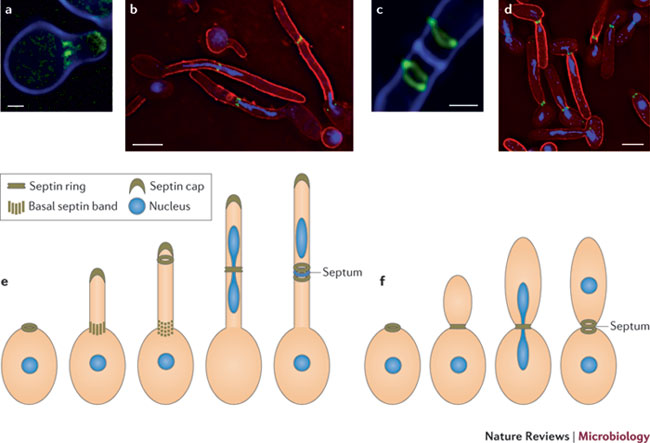 a
b
c
d
Septin ring
Septin cap
Basal septin band
Nucleus
e
Septum
f
Septum
Nature Reviews | Microbiology